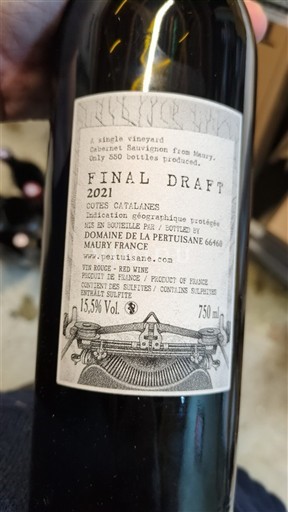 A single vineyard
Cabernet Sauvignon from Maury.
Only 550 bottles produced.
FINAL DRAFT
2021
COTES CATALANES
Indication géographique protégée
MIS EN BOUTEILLE PAR / BOTTLED BY
DOMAINE DE LA PERTUISANE 66460
MAURY FRANCE
www.pertuisane.com
VIN ROUGE - RED WINE
PRODUIT DE FRANCE / PRODUCT OF FRANCE
CONTIENT DES SULFITES / CONTAINS SULPHITES
ENTHÄLT SULFITE
15,5% Vol.
750 ml